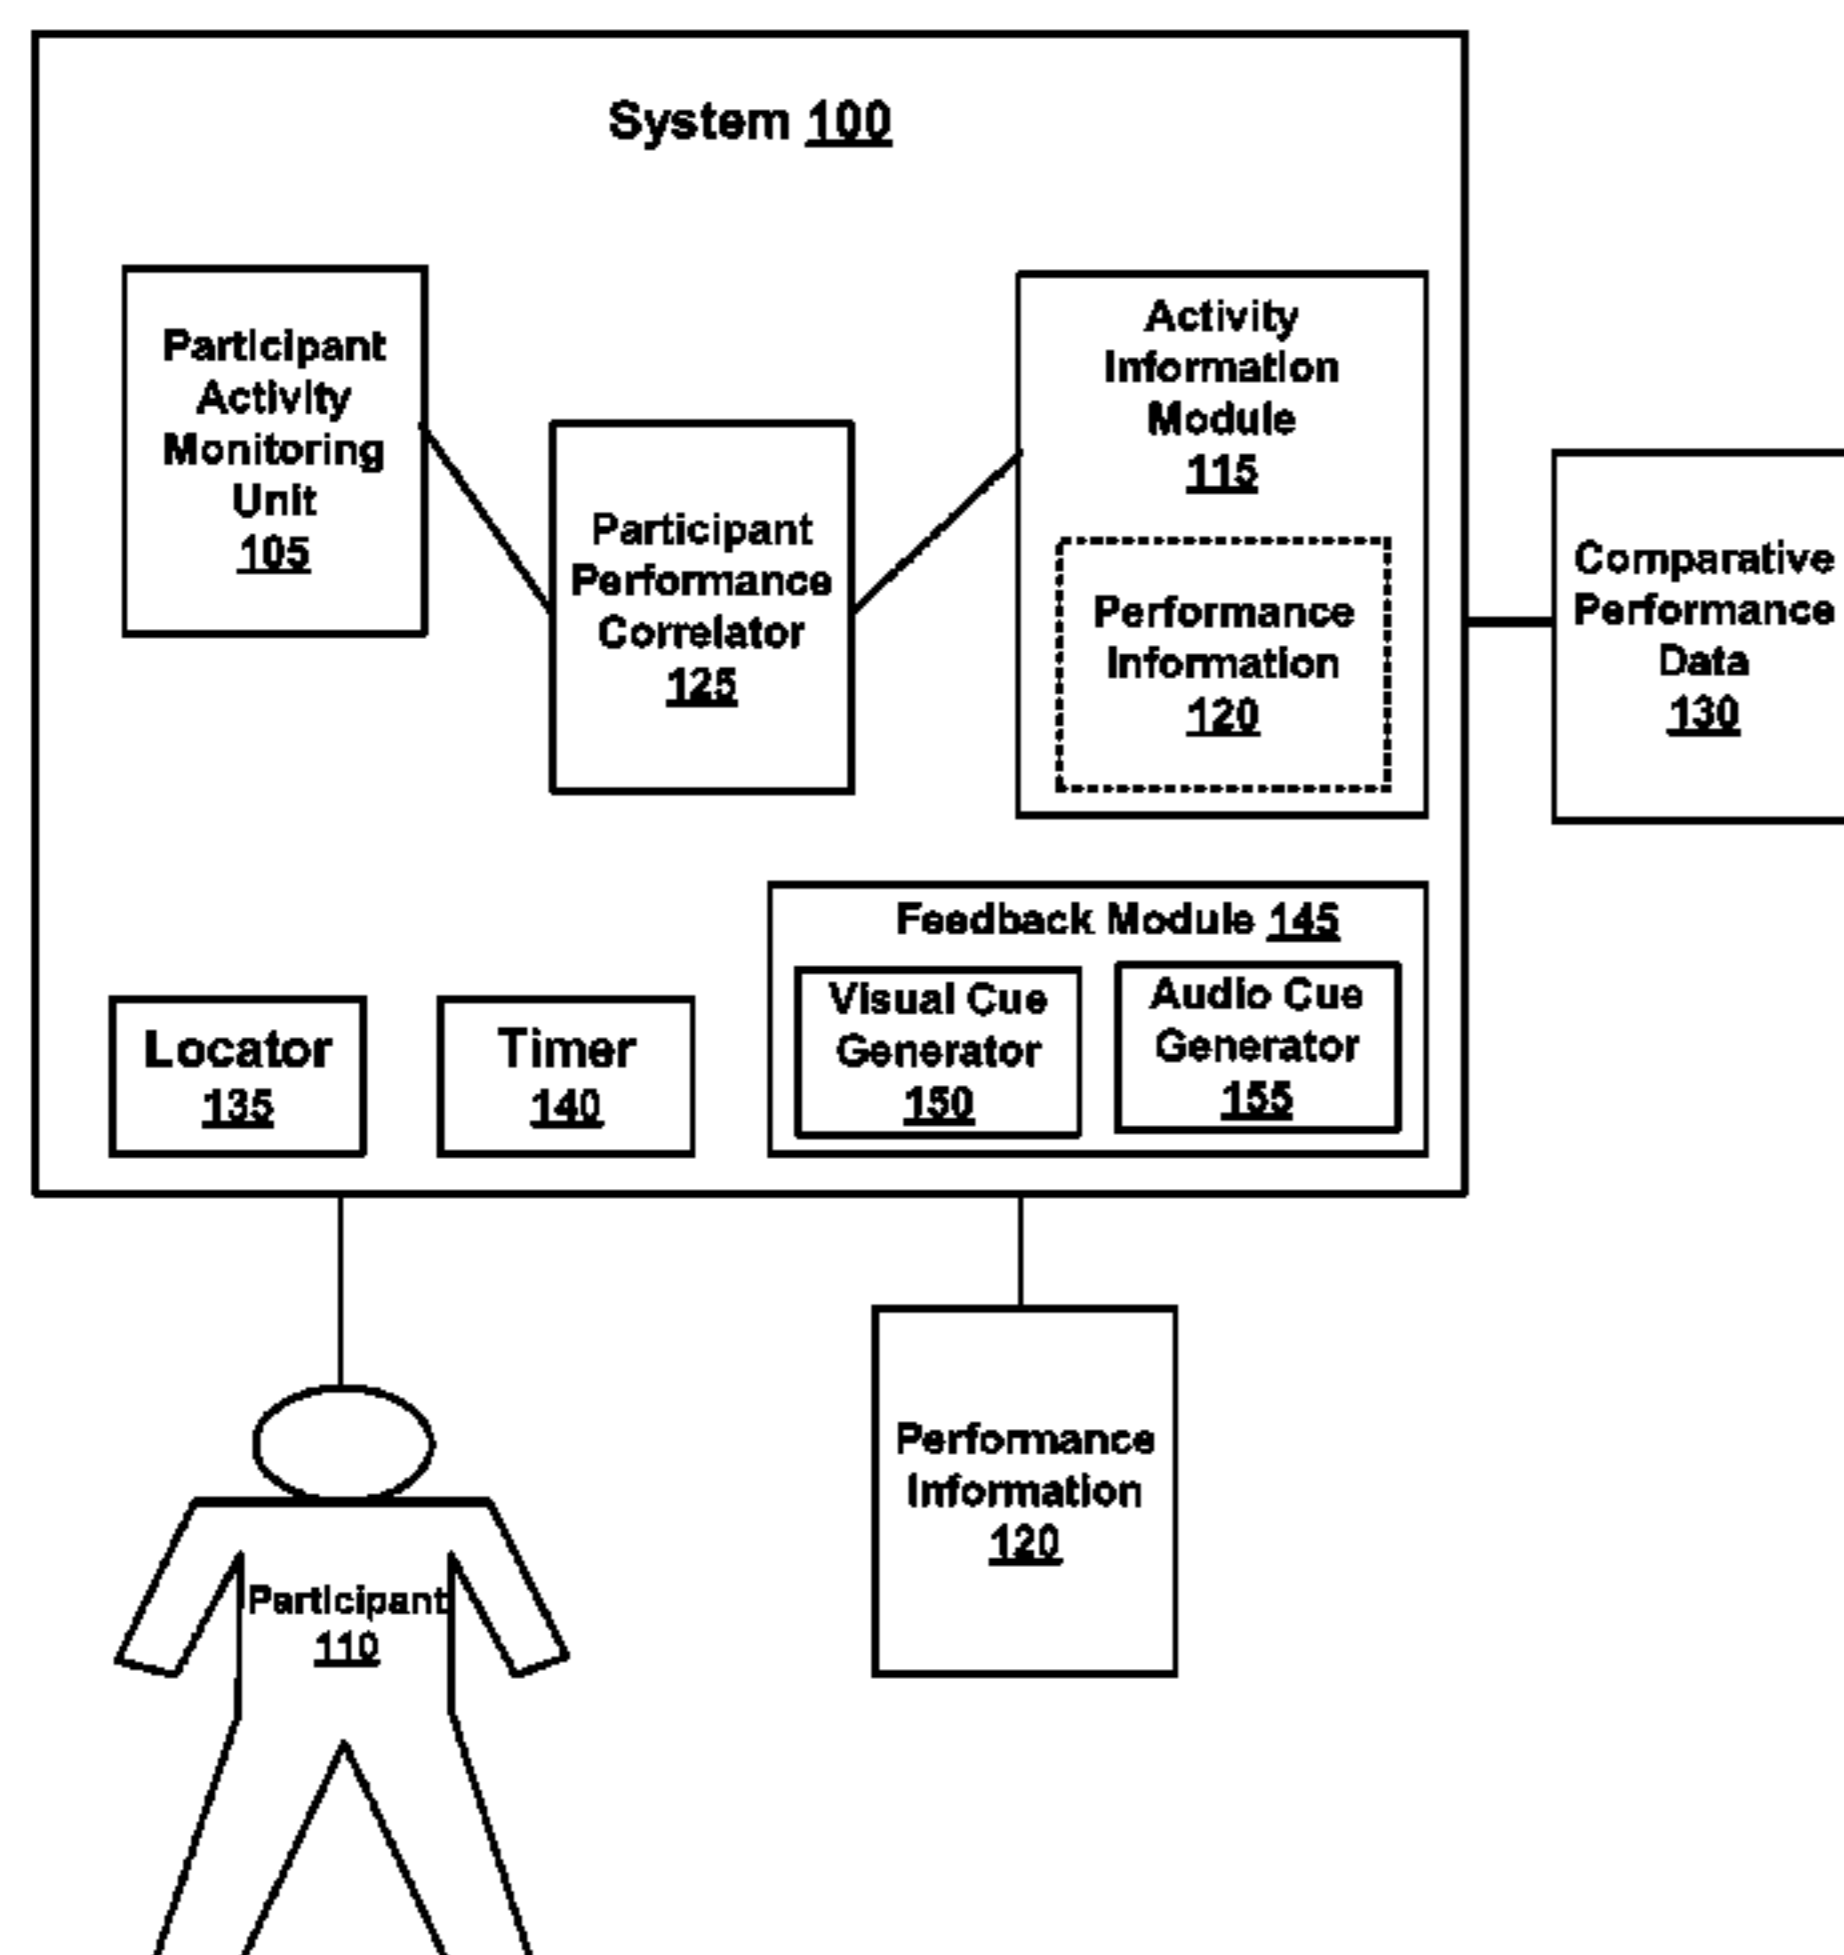 System 100
Participant
Activity
Monitoring
Unit
105
Participant
Performance
Correlator
125
Activity
Information
Module
115
Performance
Information
120
Comparative
Performance
Data
130
Locator
135
Timer
140
Feedback Module 145
Visual Cue
Generator
150
Audio Cue
Generator
155
Participant
110
Performance
Information
120